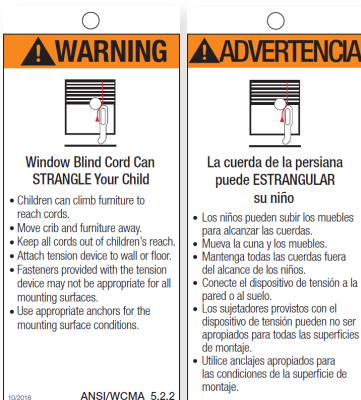 WARNING
Window Blind Cord Can
STRANGLE Your Child
• Children can climb furniture to
reach cords.
• Move crib and furniture away.
• Keep all cords out of children's reach.
• Attach tension device to wall or floor.
• Fasteners provided with the tension
device may not be appropriate for all
mounting surfaces.
• Use appropriate anchors for the
mounting surface conditions.
10/2018
ANSI/WCMA 5.2.2
ADVERTENCIA
La cuerda de la persiana
puede ESTRANGULAR
su niño
• Los niños pueden subir los muebles
para alcanzar las cuerdas.
• Mueva la cuna y los muebles.
• Mantenga todas las cuerdas fuera
del alcance de los niños.
• Conecte el dispositivo de tensión a la
pared o al suelo.
• Los sujetadores provistos con el
dispositivo de tensión pueden no ser
apropiados para todas las superficies
de montaje.
• Utilice anclajes apropiados para
las condiciones de la superficie de
montaje.